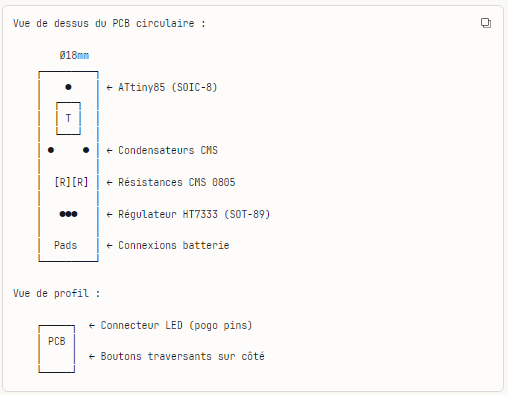 Vue de dessus du PCB circulaire :
Ø18mm
● ← ATtiny85 (SOIC-8)
T
● ● ← Condensateurs CMS
[R][R] ← Résistances CMS 0805
●●● ← Régulateur HT7333 (SOT-89)
Pads ← Connexions batterie
Vue de profil :
← Connecteur LED (pogo pins)
PCB
← Boutons traversants sur côté